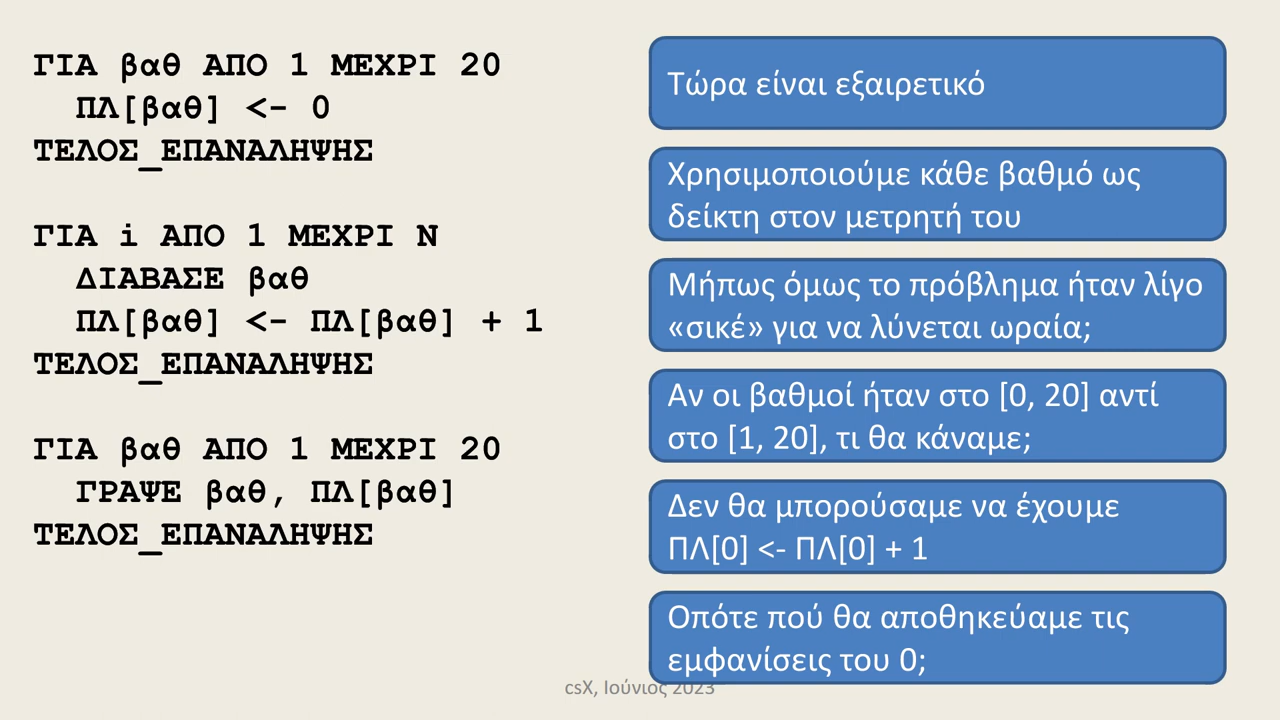 ΓΙΑ βαθ ΑΠΟ 1 ΜΕΧΡΙ 20
ΠΛ[βαθ] <- 0
ΤΕΛΟΣ_ΕΠΑΝΑΛΗΨΗΣ
ΓΙΑ i ΑΠΟ 1 ΜΕΧΡΙ Ν
ΔΙΑΒΑΣΕ βαθ
ΠΛ[βαθ] <- ΠΛ[βαθ] + 1
ΤΕΛΟΣ_ΕΠΑΝΑΛΗΨΗΣ
ΓΙΑ βαθ ΑΠΟ 1 ΜΕΧΡΙ 20
ΓΡΑΨΕ βαθ, ΠΛ[βαθ]
ΤΕΛΟΣ_ΕΠΑΝΑΛΗΨΗΣ
Τώρα είναι εξαιρετικό
Χρησιμοποιούμε κάθε βαθμό ως
δείκτη στον μετρητή του
Μήπως όμως το πρόβλημα ήταν λίγο
«σικέ» για να λύνεται ωραία;
Αν οι βαθμοί ήταν στο [0, 20] αντί
στο [1, 20], τι θα κάναμε;
Δεν θα μπορούσαμε να έχουμε
ΠΛ[0] <- ΠΛ[0] + 1
Οπότε πού θα αποθηκεύαμε τις
εμφανίσεις του 0;
csX, Ιούνιος 2023